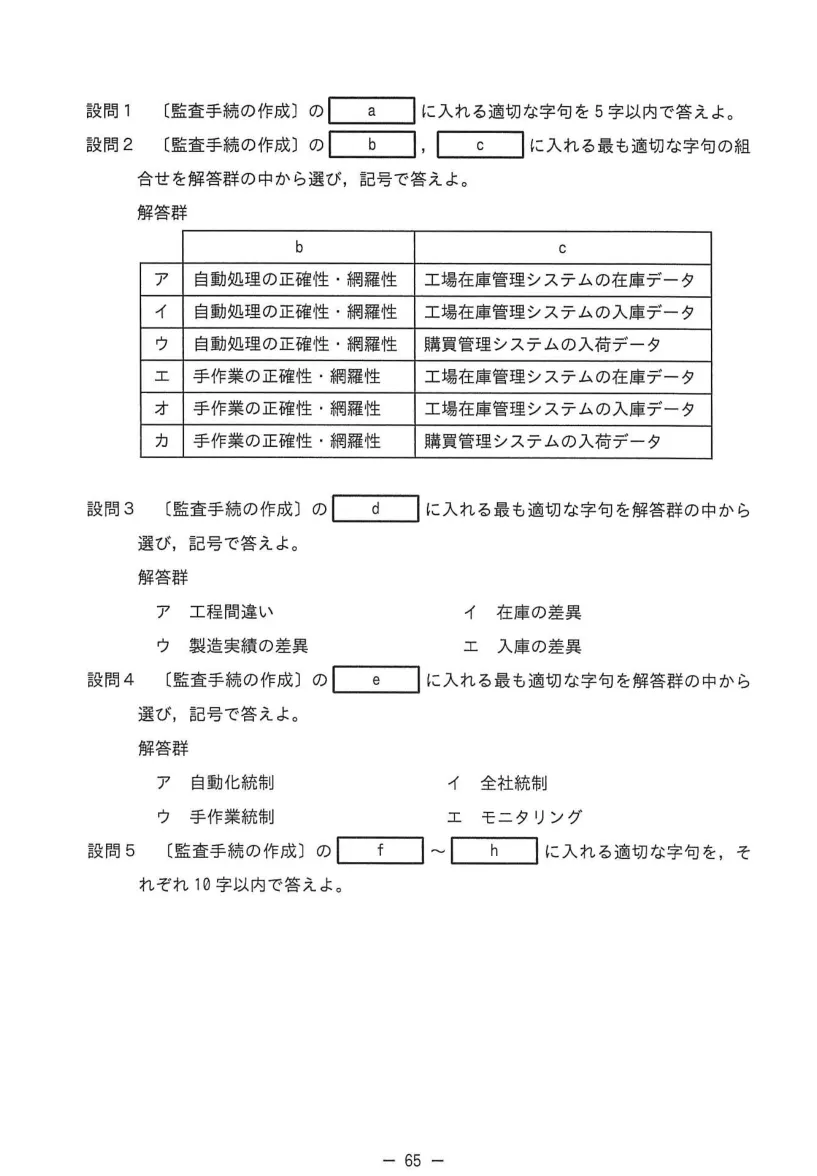 設問1 〔監査手続の作成〕の a に入れる適切な字句を5字以内で答えよ。
設問2 〔監査手続の作成〕の b ， c に入れる最も適切な字句の組
合せを解答群の中から選び，記号で答えよ。
解答群
b c
ア 自動処理の正確性・網羅性 工場在庫管理システムの在庫データ
イ 自動処理の正確性・網羅性 工場在庫管理システムの入庫データ
ウ 自動処理の正確性・網羅性 購買管理システムの入荷データ
エ 手作業の正確性・網羅性 工場在庫管理システムの在庫データ
オ 手作業の正確性・網羅性 工場在庫管理システムの入庫データ
カ 手作業の正確性・網羅性 購買管理システムの入荷データ
設問3 〔監査手続の作成〕の d に入れる最も適切な字句を解答群の中から
選び，記号で答えよ。
解答群
ア 工程間違い イ 在庫の差異
ウ 製造実績の差異 エ 入庫の差異
設問4 〔監査手続の作成〕の e に入れる最も適切な字句を解答群の中から
選び，記号で答えよ。
解答群
ア 自動化統制 イ 全社統制
ウ 手作業統制 エ モニタリング
設問5 〔監査手続の作成〕の f ～ h に入れる適切な字句を，そ
れぞれ10字以内で答えよ。
— 65 —